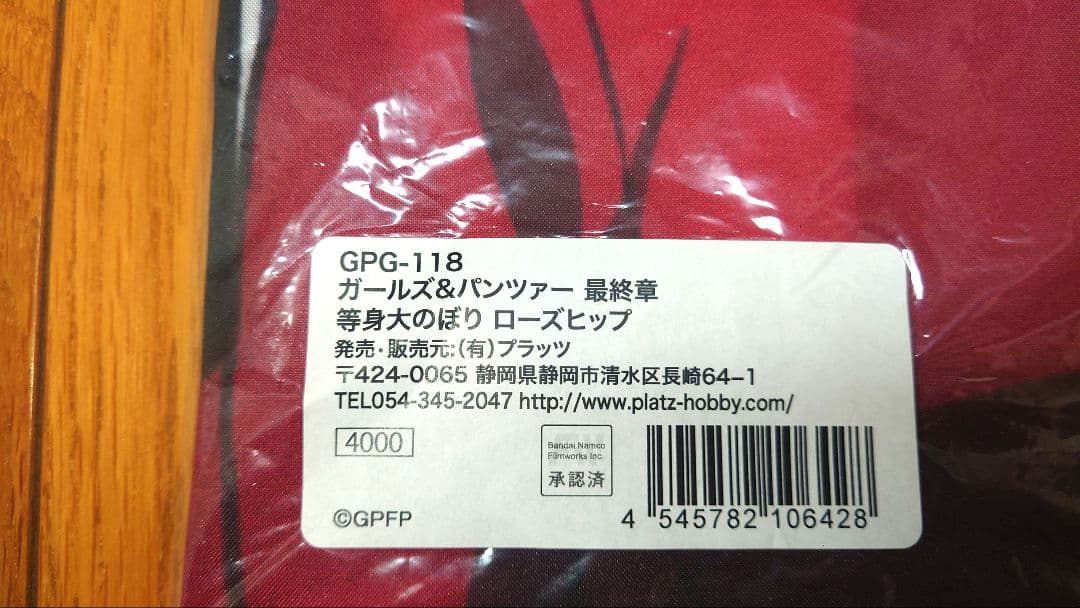 GPG-118
ガールズ&パンツァー 最終章
等身大のぼり ローズヒップ
発売・販売元:(有)プラッツ
〒424-0065 静岡県静岡市清水区長崎64-1
TEL054-345-2047 http://www.platz-hobby.com/
4000
Bandai Namco
Filmworks Inc.
承認済
©GPFP
4 545782 106428